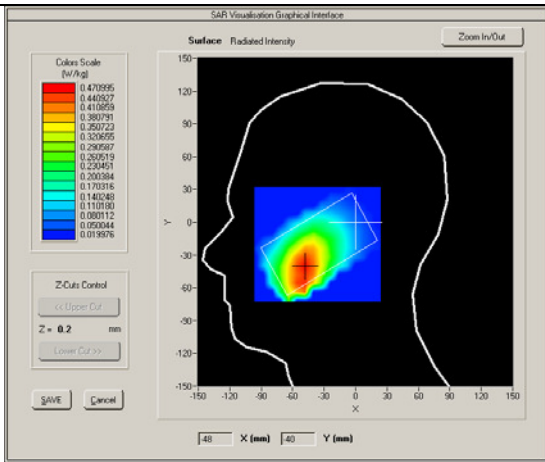 SAR Visualisation Graphical Interface
Surface Radiated Intensity
Zoom In/Out
Colors Scale
(W/kg)
0.470995
0.440927
0.410859
0.380791
0.350723
0.320655
0.290587
0.260519
0.230451
0.200384
0.170316
0.140248
0.110180
0.080112
0.050044
0.019976
Z-Cuts Control
<< Upper Cut
Z = 0.2 mm
Lower Cut >>
SAVE Cancel
150
120
90
60
30
0
-30
-60
-90
-120
-150
Y
-150 -120 -90 -60 -30 0 30 60 90 120 150
X
-48 X (mm) -40 Y (mm)